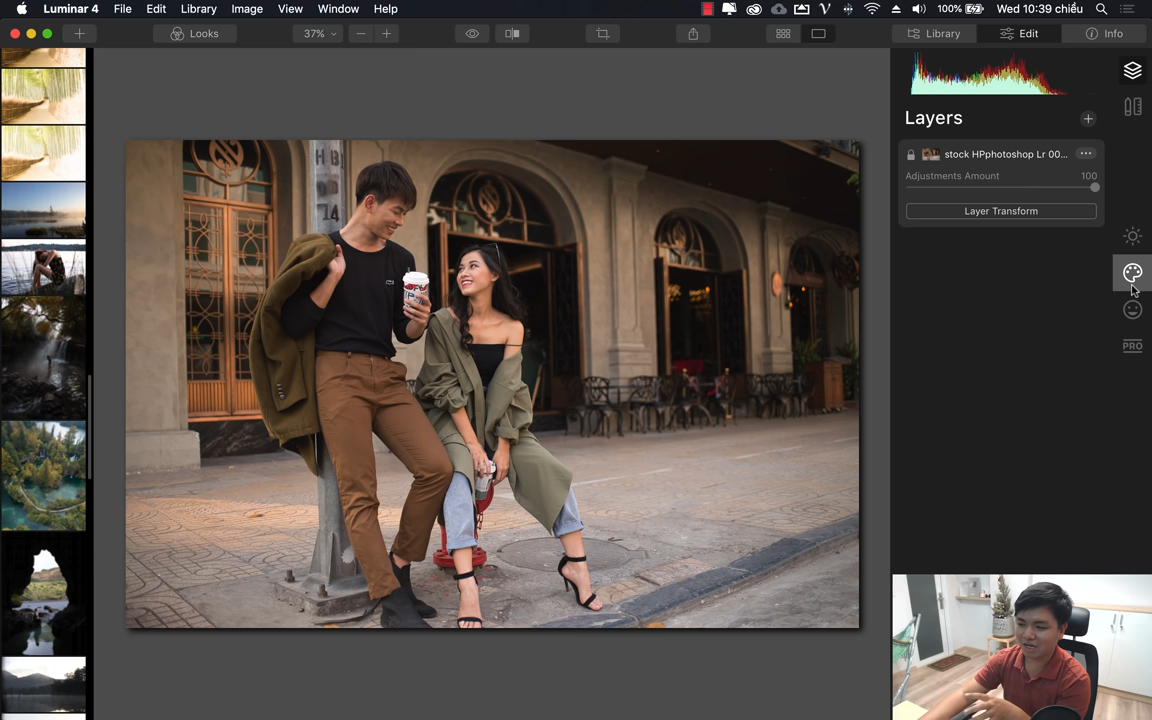 Luminar 4 File Edit Library Image View Window Help 100% Wed 10:39 chiều
Looks 37% Library Edit Info
Layers
stock HPphotoshop Lr 00...
Adjustments Amount 100
Layer Transform
PRO
H B
14